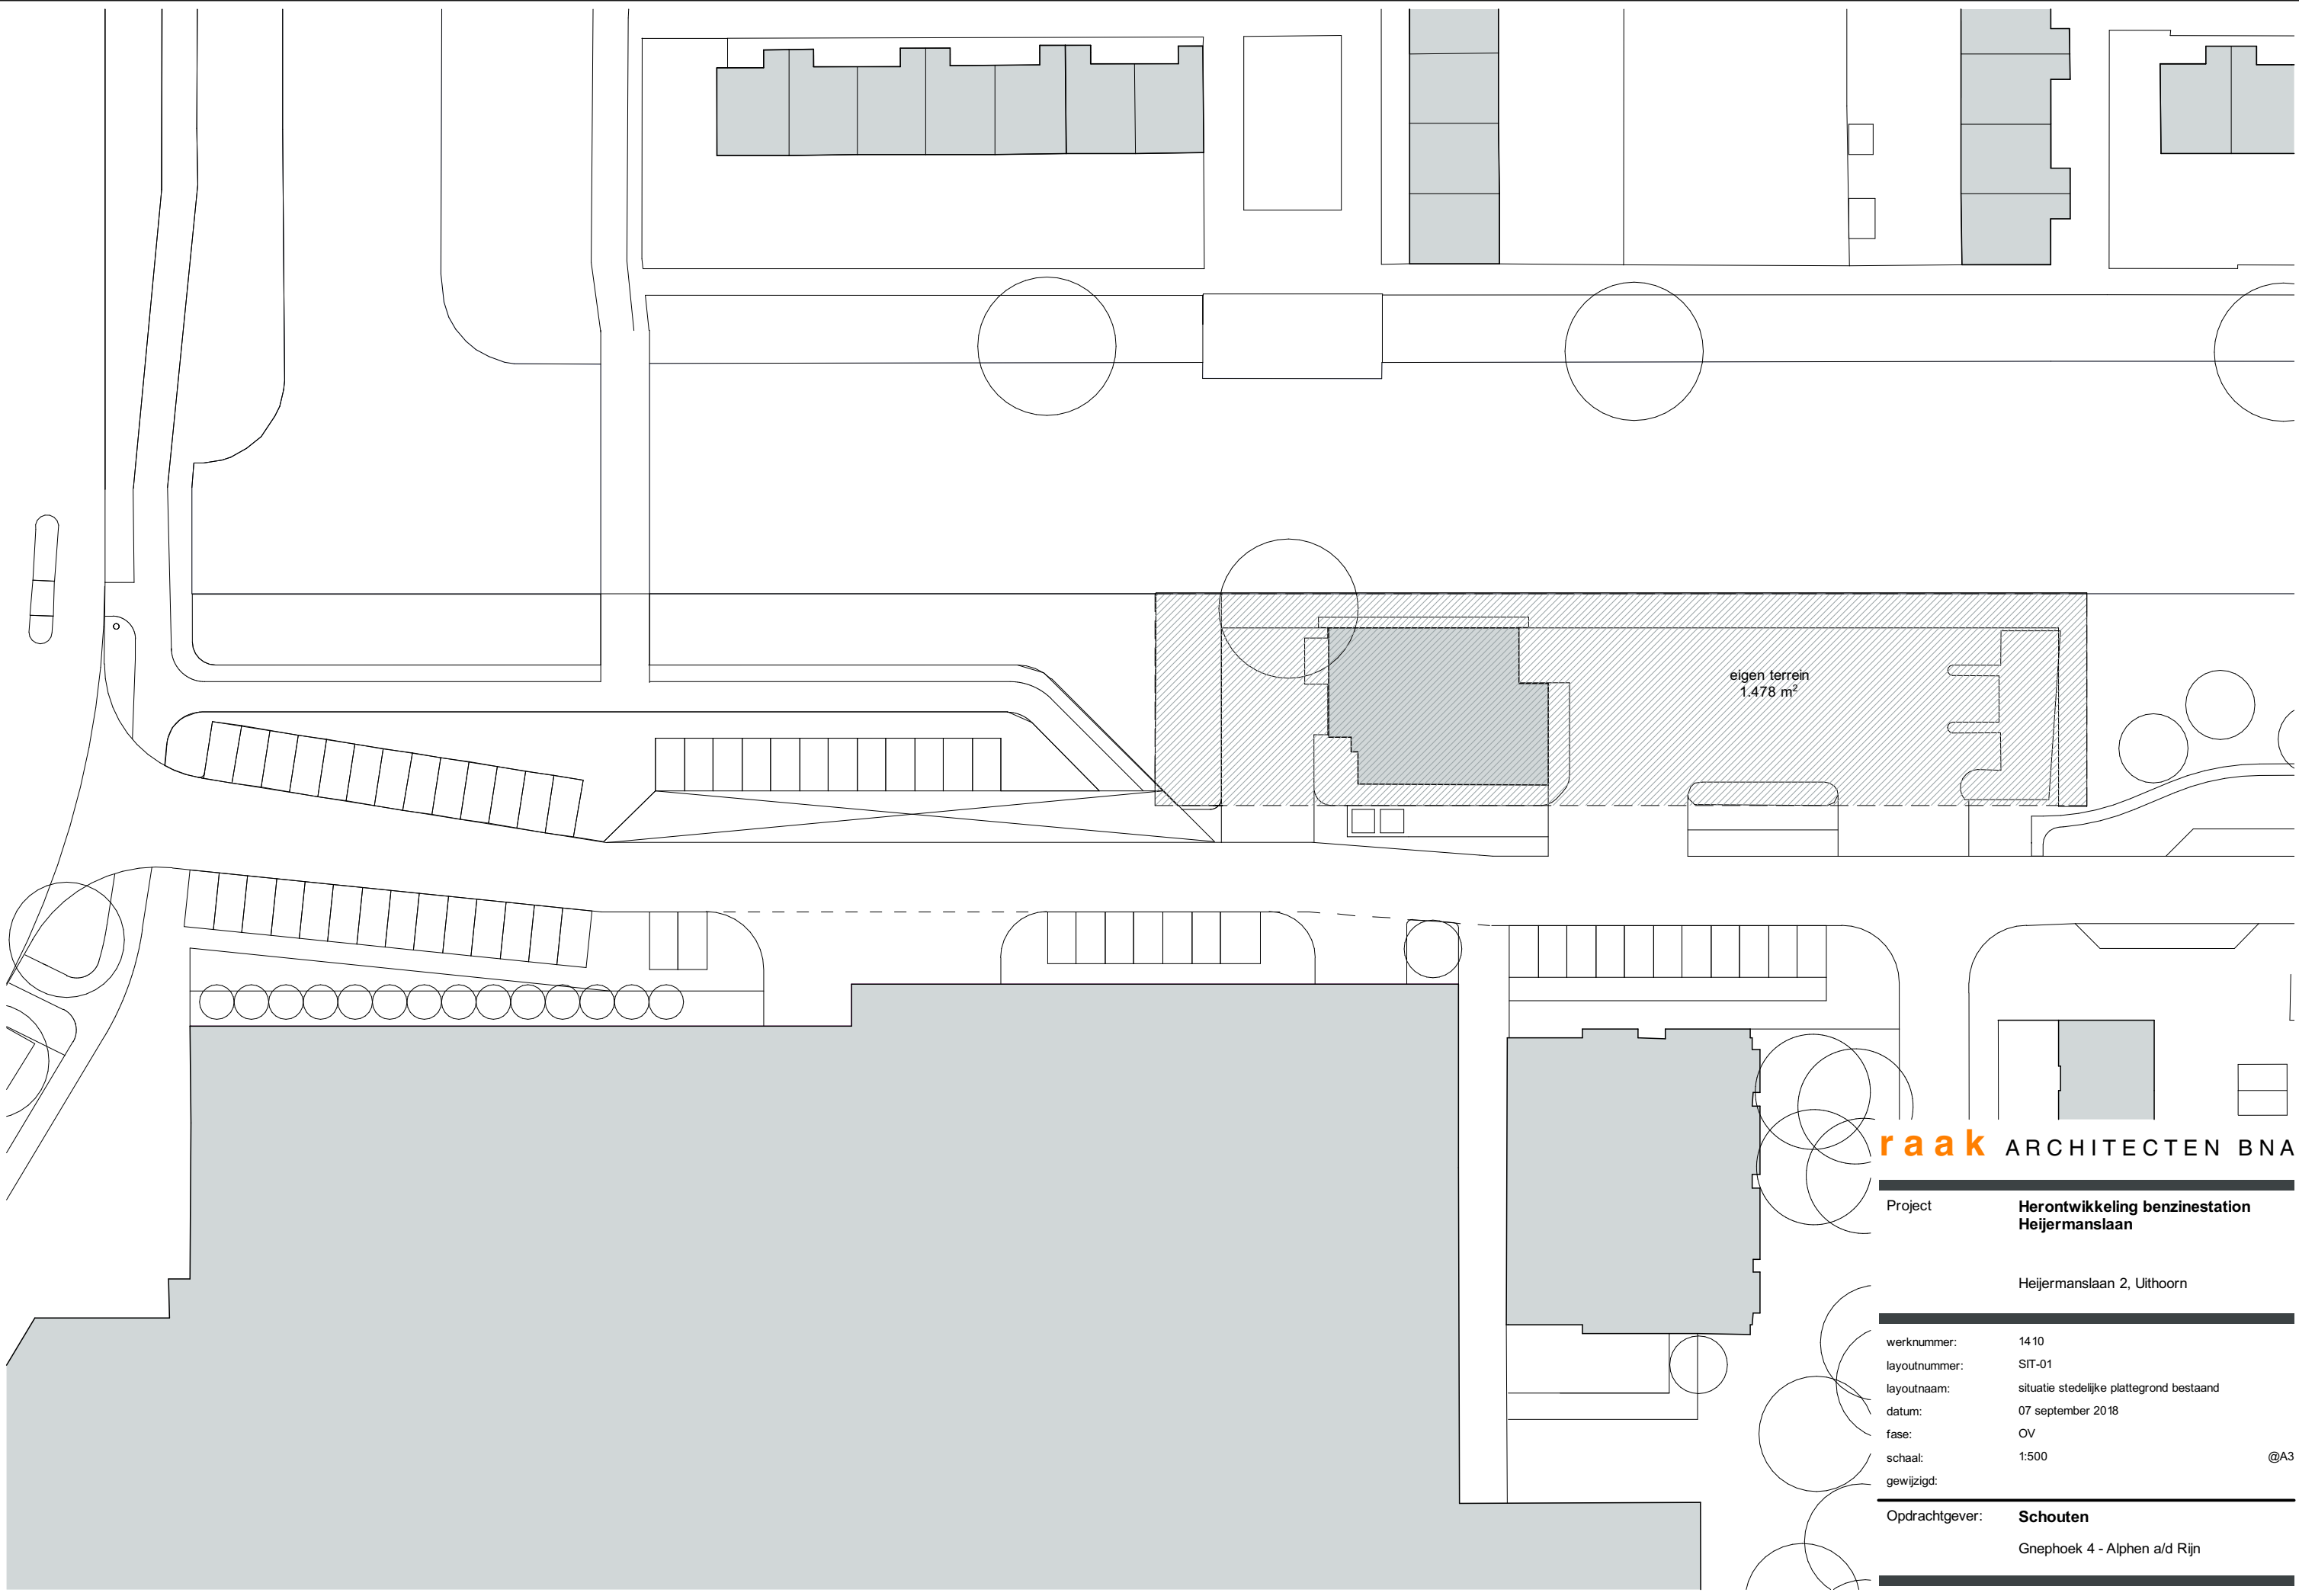 eigen terrein
1.478 m²
raak ARCHITECTEN BNA
Project Herontwikkeling benzinestation
Heijermanslaan
Heijermanslaan 2, Uithoorn
werknummer: 1410
layoutnummer: SIT-01
layoutnaam: situatie stedelijke plattegrond bestaand
datum: 07 september 2018
fase: OV
schaal: 1:500 @A3
gewijzigd:
Opdrachtgever: Schouten
Gnephoek 4 - Alphen a/d Rijn